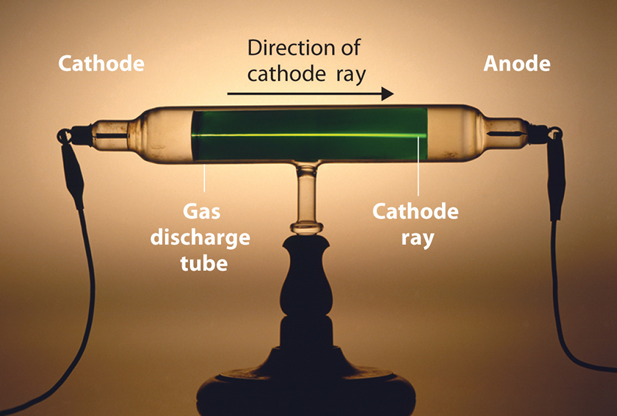 Direction of
cathode ray
Cathode
Anode
Gas
discharge
tube
Cathode
ray